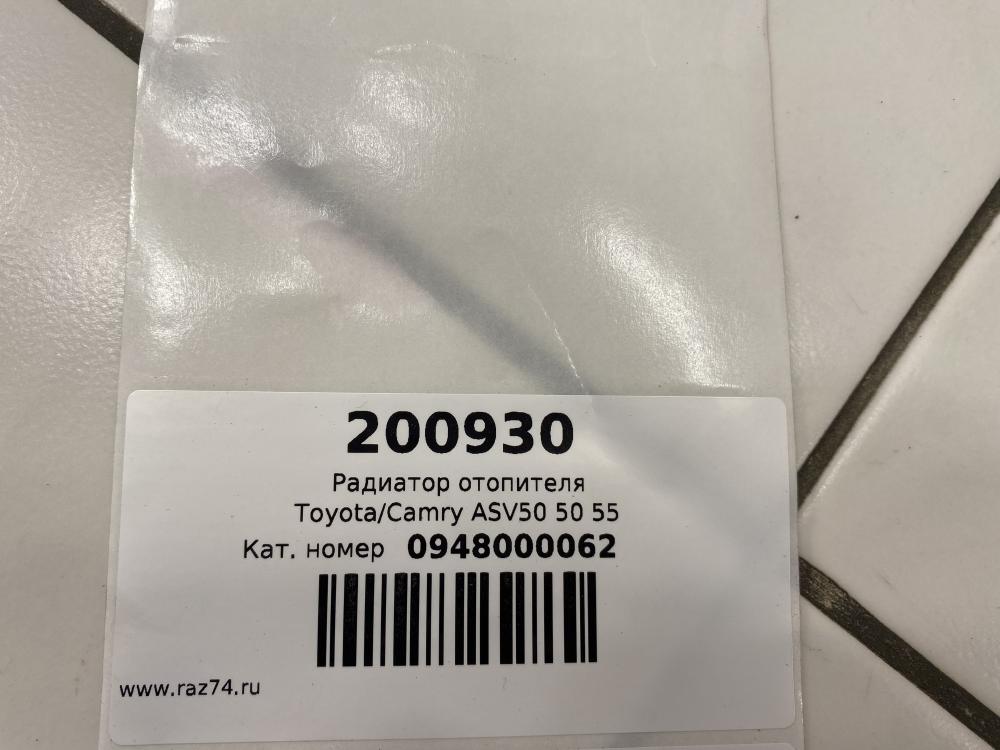 200930
Радиатор отопителя
Toyota/Camry ASV50 50 55
Кат. номер 0948000062
www.raz74.ru